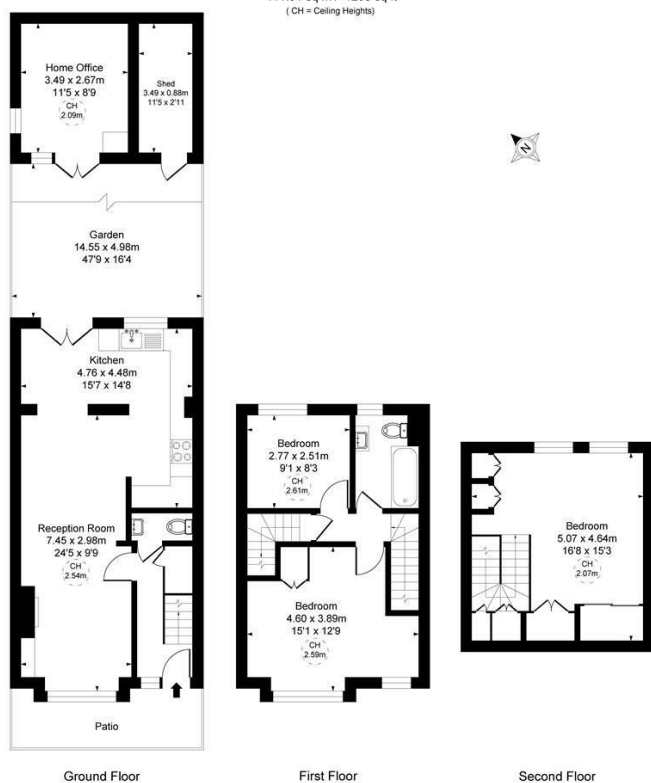 ( CH = Ceiling Heights)
Home Office
3.49 x 2.67m
11'5 x 8'9
CH
2.09m
Shed
3.49 x 0.88m
11'5 x 2'11
N
Garden
14.55 x 4.98m
47'9 x 16'4
Kitchen
4.76 x 4.48m
15'7 x 14'8
Reception Room
7.45 x 2.98m
24'5 x 9'9
CH
2.54m
Patio
Ground Floor
Bedroom
2.77 x 2.51m
9'1 x 8'3
CH
2.61m
Bedroom
4.60 x 3.89m
15'1 x 12'9
CH
2.59m
First Floor
Bedroom
5.07 x 4.64m
16'8 x 15'3
CH
2.07m
Second Floor